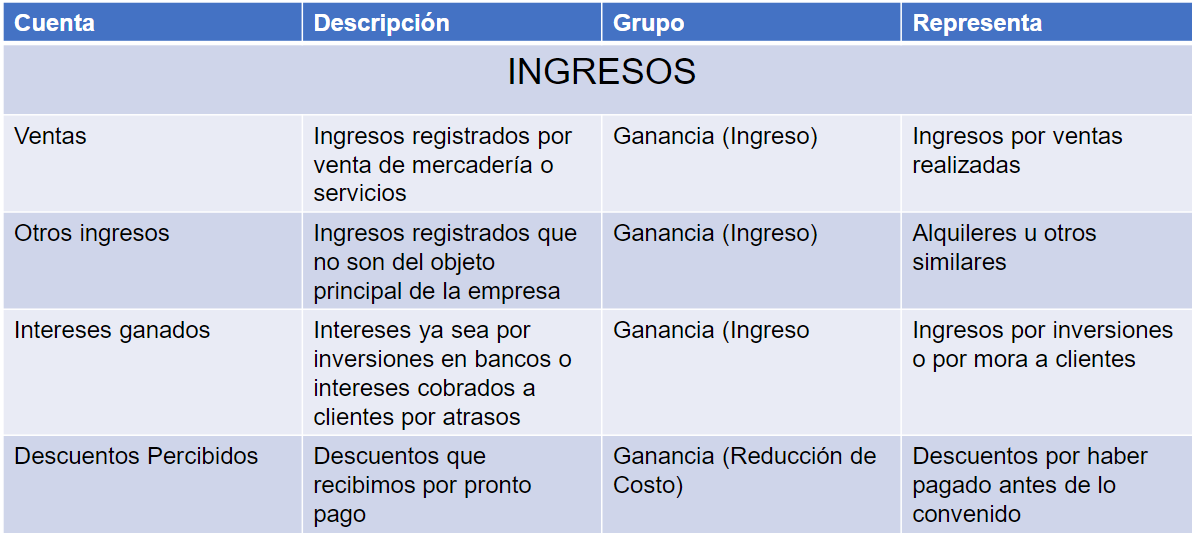 Cuenta Descripción Grupo Representa
INGRESOS
Ventas Ingresos registrados por Ganancia (Ingreso) Ingresos por ventas
venta de mercadería o realizadas
servicios
Otros ingresos Ingresos registrados que Ganancia (Ingreso) Alquileres u otros
no son del objeto similares
principal de la empresa
Intereses ganados Intereses ya sea por Ganancia (Ingreso Ingresos por inversiones
inversiones en bancos o o por mora a clientes
intereses cobrados a
clientes por atrasos
Descuentos Percibidos Descuentos que Ganancia (Reducción de Descuentos por haber
recibimos por pronto Costo) pagado antes de lo
pago convenido